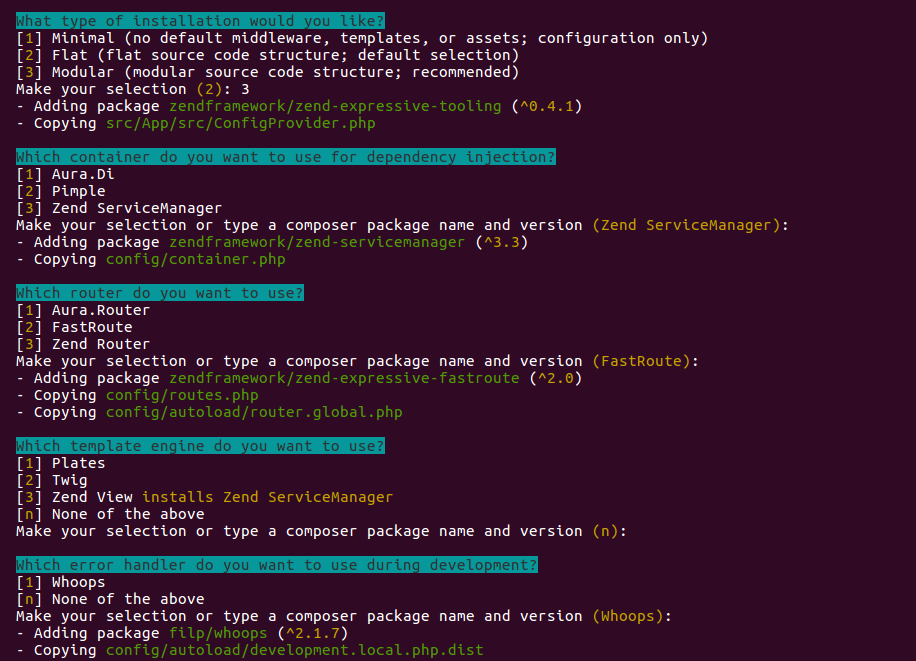 What type of installation would you like?
[1] Minimal (no default middleware, templates, or assets; configuration only)
[2] Flat (flat source code structure; default selection)
[3] Modular (modular source code structure; recommended)
Make your selection (2): 3
- Adding package zendframework/zend-expressive-tooling (^0.4.1)
- Copying src/App/src/ConfigProvider.php
Which container do you want to use for dependency injection?
[1] Aura.Di
[2] Pimple
[3] Zend ServiceManager
Make your selection or type a composer package name and version (Zend ServiceManager):
- Adding package zendframework/zend-servicemanager (^3.3)
- Copying config/container.php
Which router do you want to use?
[1] Aura.Router
[2] FastRoute
[3] Zend Router
Make your selection or type a composer package name and version (FastRoute):
- Adding package zendframework/zend-expressive-fastroute (^2.0)
- Copying config/routes.php
- Copying config/autoload/router.global.php
Which template engine do you want to use?
[1] Plates
[2] Twig
[3] Zend View installs Zend ServiceManager
[n] None of the above
Make your selection or type a composer package name and version (n):
Which error handler do you want to use during development?
[1] Whoops
[n] None of the above
Make your selection or type a composer package name and version (Whoops):
- Adding package filp/whoops (^2.1.7)
- Copying config/autoload/development.local.php.dist